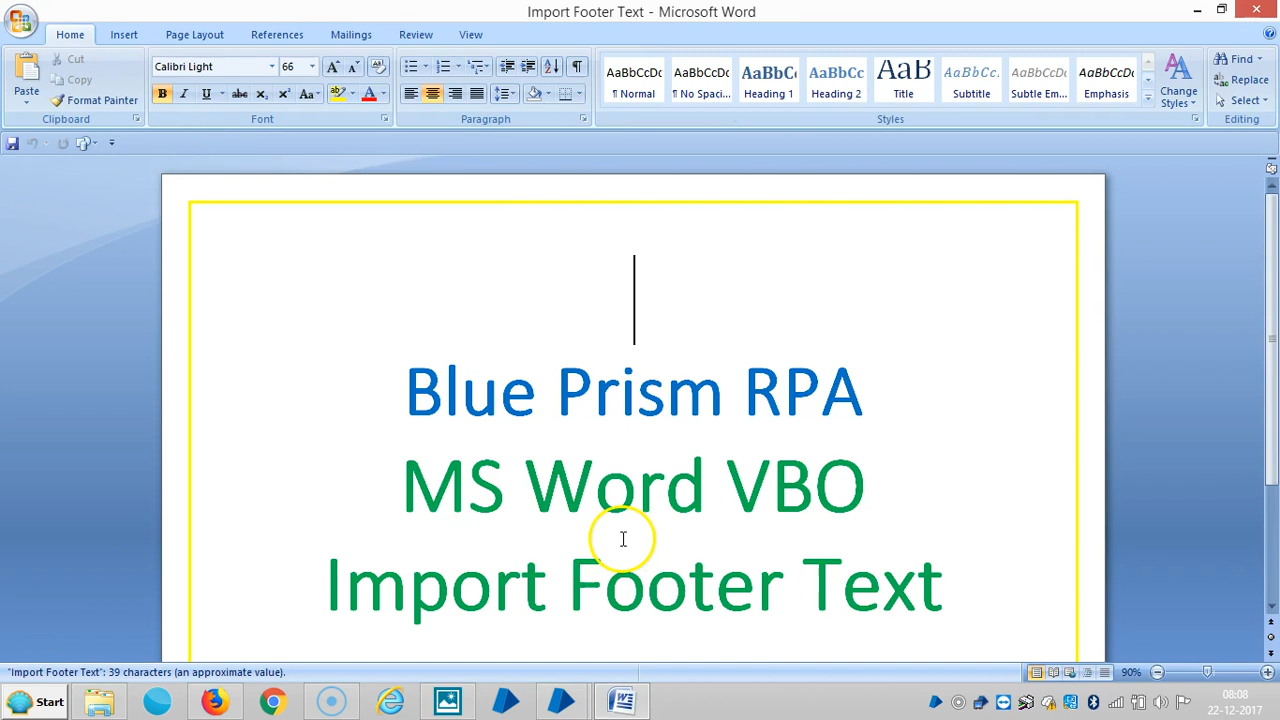 Import Footer Text - Microsoft Word
Home Insert Page Layout References Mailings Review View
Paste
Cut
Copy
Format Painter
Clipboard
Calibri Light 66
Font
Paragraph
AaBbCcDc AaBbCcDc AaBbCc AaBbCc AaB AaBbCc. AaBbCcDc AaBbCcDc
¶ Normal ¶ No Spaci... Heading 1 Heading 2 Title Subtitle Subtle Em... Emphasis
Change Styles
Styles
Find
Replace
Select
Editing
Blue Prism RPA
MS Word VBO
Import Footer Text
"Import Footer Text": 39 characters (an approximate value).
90%
Start
08:08
22-12-2017